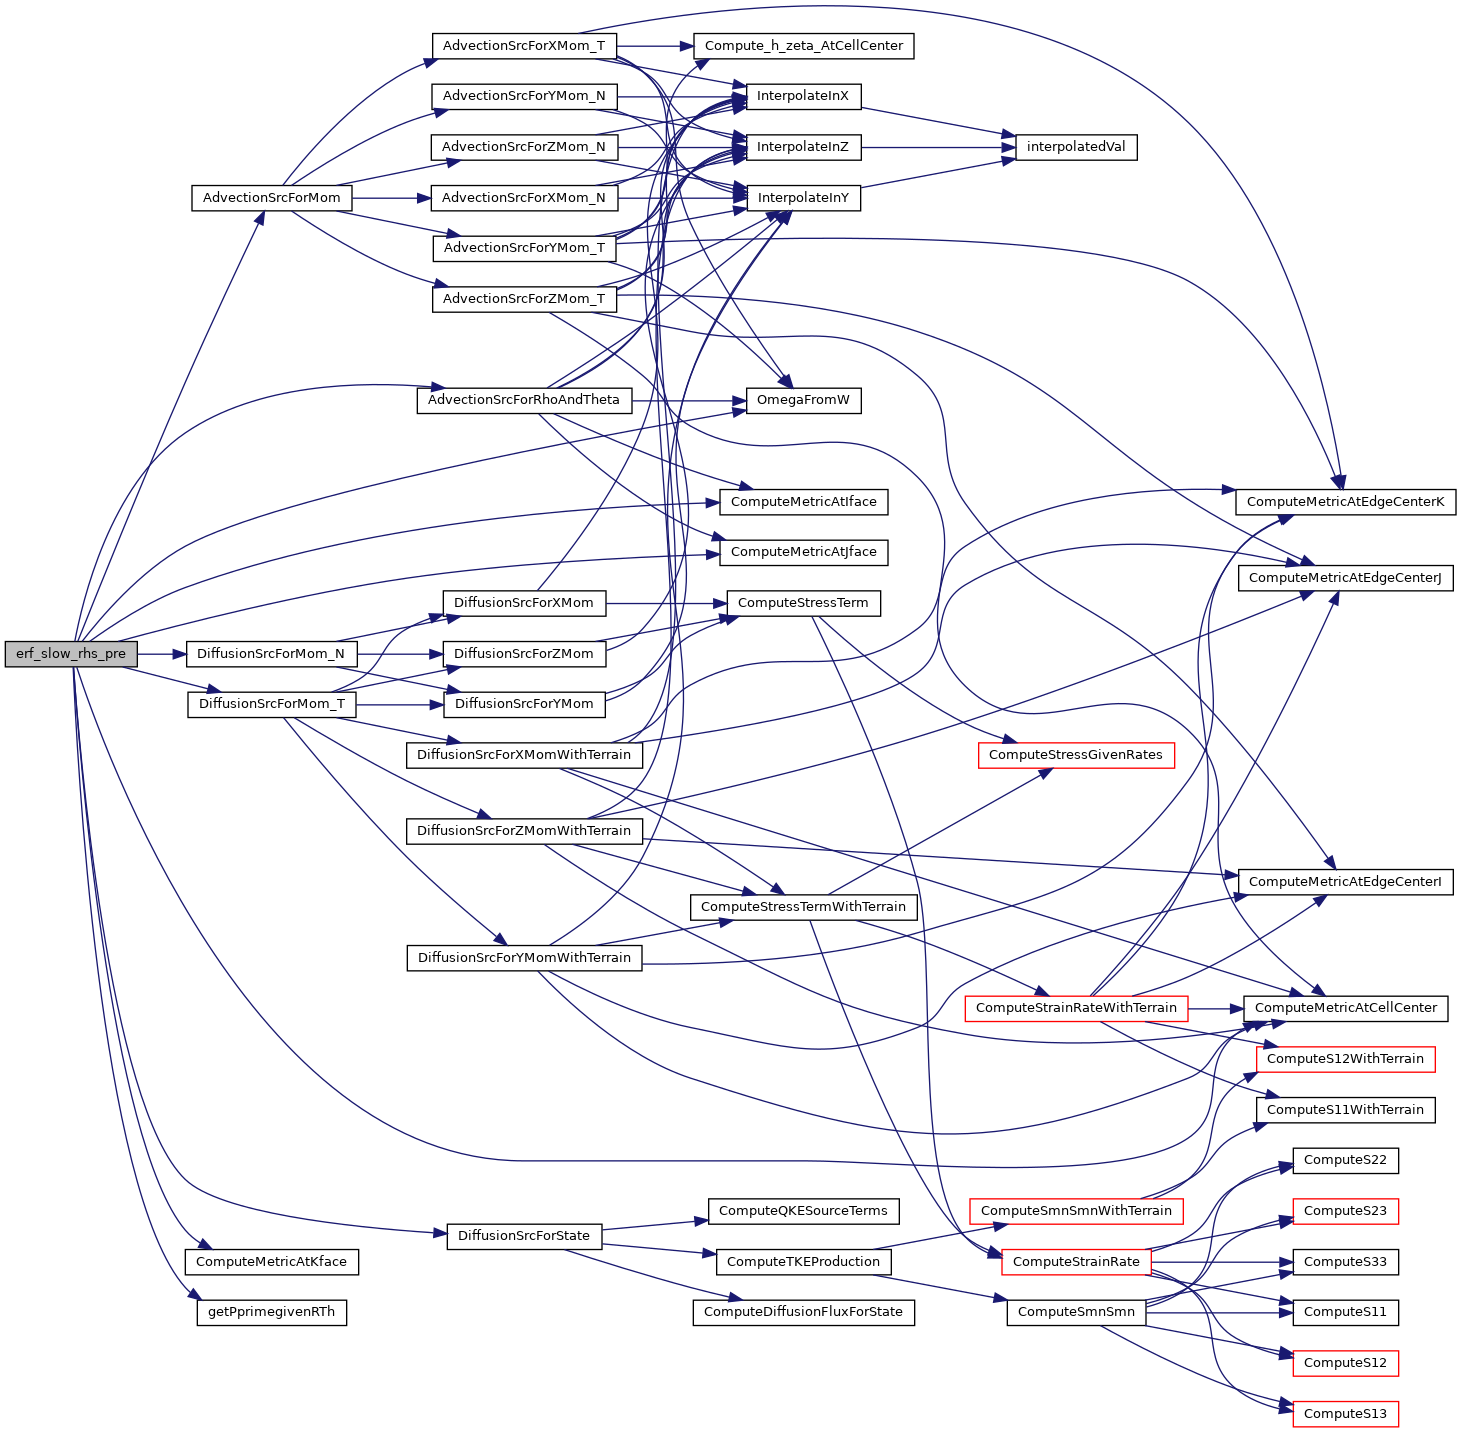 erf_slow_rhs_pre
AdvectionSrcForMom
DiffusionSrcForMom_N
DiffusionSrcForMom_T
ComputeMetricAtKface
getPprimegivenRTh
AdvectionSrcForXMom_T
AdvectionSrcForYMom_N
AdvectionSrcForZMom_N
AdvectionSrcForXMom_N
AdvectionSrcForYMom_T
AdvectionSrcForZMom_T
AdvectionSrcForRhoAndTheta
DiffusionSrcForXMom
DiffusionSrcForZMom
DiffusionSrcForYMom
DiffusionSrcForXMomWithTerrain
DiffusionSrcForZMomWithTerrain
DiffusionSrcForYMomWithTerrain
DiffusionSrcForState
Compute_h_zeta_AtCellCenter
InterpolateInX
InterpolateInZ
InterpolateInY
OmegaFromW
ComputeMetricAtIface
ComputeMetricAtJface
ComputeStressTerm
ComputeStressTermWithTerrain
ComputeQKESourceTerms
ComputeTKEProduction
ComputeDiffusionFluxForState
interpolatedVal
ComputeStressGivenRates
ComputeStrainRateWithTerrain
ComputeSmnSmnWithTerrain
ComputeStrainRate
ComputeSmnSmn
ComputeMetricAtEdgeCenterK
ComputeMetricAtEdgeCenterJ
ComputeMetricAtEdgeCenterI
ComputeMetricAtCellCenter
ComputeS12WithTerrain
ComputeS11WithTerrain
ComputeS22
ComputeS23
ComputeS33
ComputeS11
ComputeS12
ComputeS13